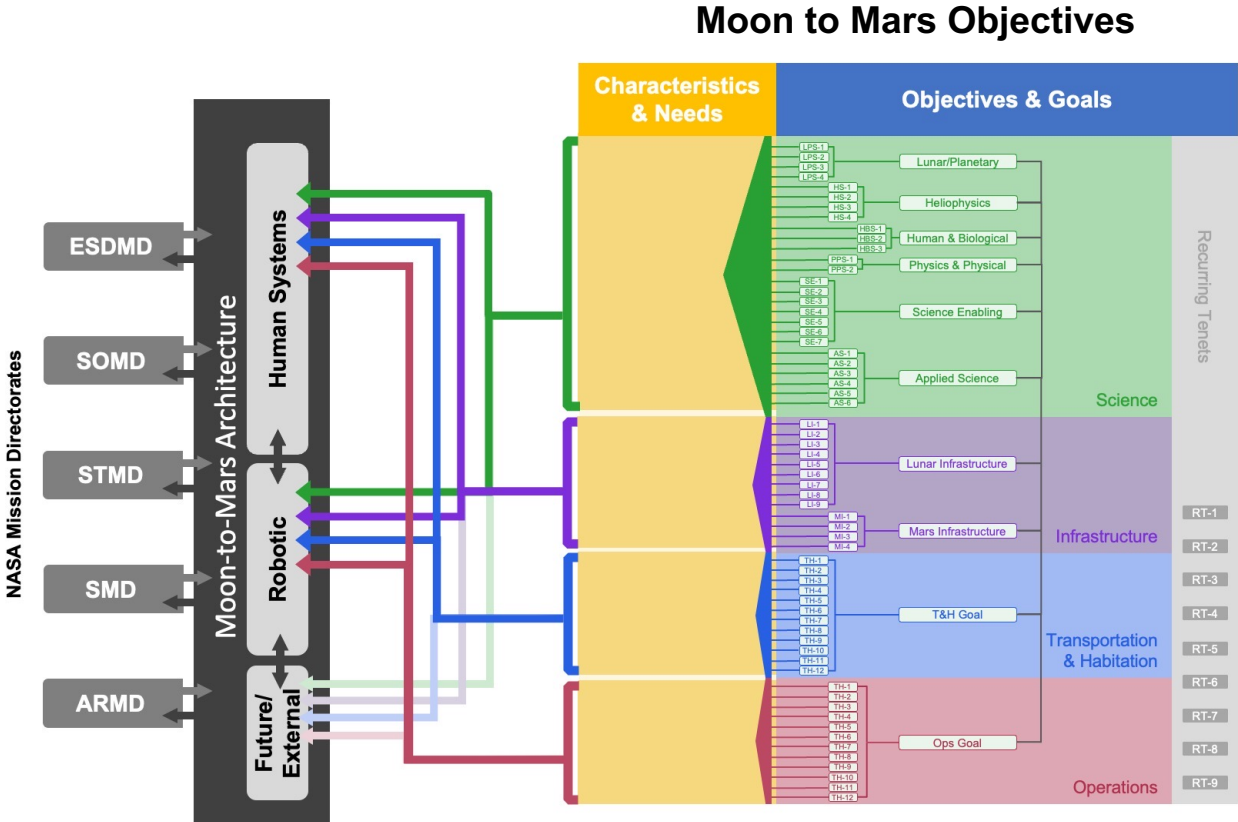 Moon to Mars Objectives
Characteristics
& Needs
Objectives & Goals
NASA Mission Directorates
ESDMD
SOMD
STMD
SMD
ARMD
Moon-to-Mars Architecture
Human Systems
Robotic
Future/
External
LPS-1
LPS-2
LPS-3
LPS-4
Lunar/Planetary
HS-1
HS-2
HS-3
HS-4
Heliophysics
HBS-1
HBS-2
HBS-3
Human & Biological
PPS-1
PPS-2
Physics & Physical
SE-1
SE-2
SE-3
SE-4
SE-5
SE-6
SE-7
Science Enabling
AS-1
AS-2
AS-3
AS-4
AS-5
AS-6
Applied Science
Science
LI-1
LI-2
LI-3
LI-4
LI-5
LI-6
LI-7
LI-8
LI-9
Lunar Infrastructure
MI-1
MI-2
MI-3
MI-4
Mars Infrastructure
Infrastructure
TH-1
TH-2
TH-3
TH-4
TH-5
TH-6
TH-7
TH-8
TH-9
TH-10
TH-11
TH-12
T&H Goal
Transportation
& Habitation
TH-1
TH-2
TH-3
TH-4
TH-5
TH-6
TH-7
TH-8
TH-9
TH-10
TH-11
TH-12
Ops Goal
Operations
Recurring Tenets
RT-1
RT-2
RT-3
RT-4
RT-5
RT-6
RT-7
RT-8
RT-9